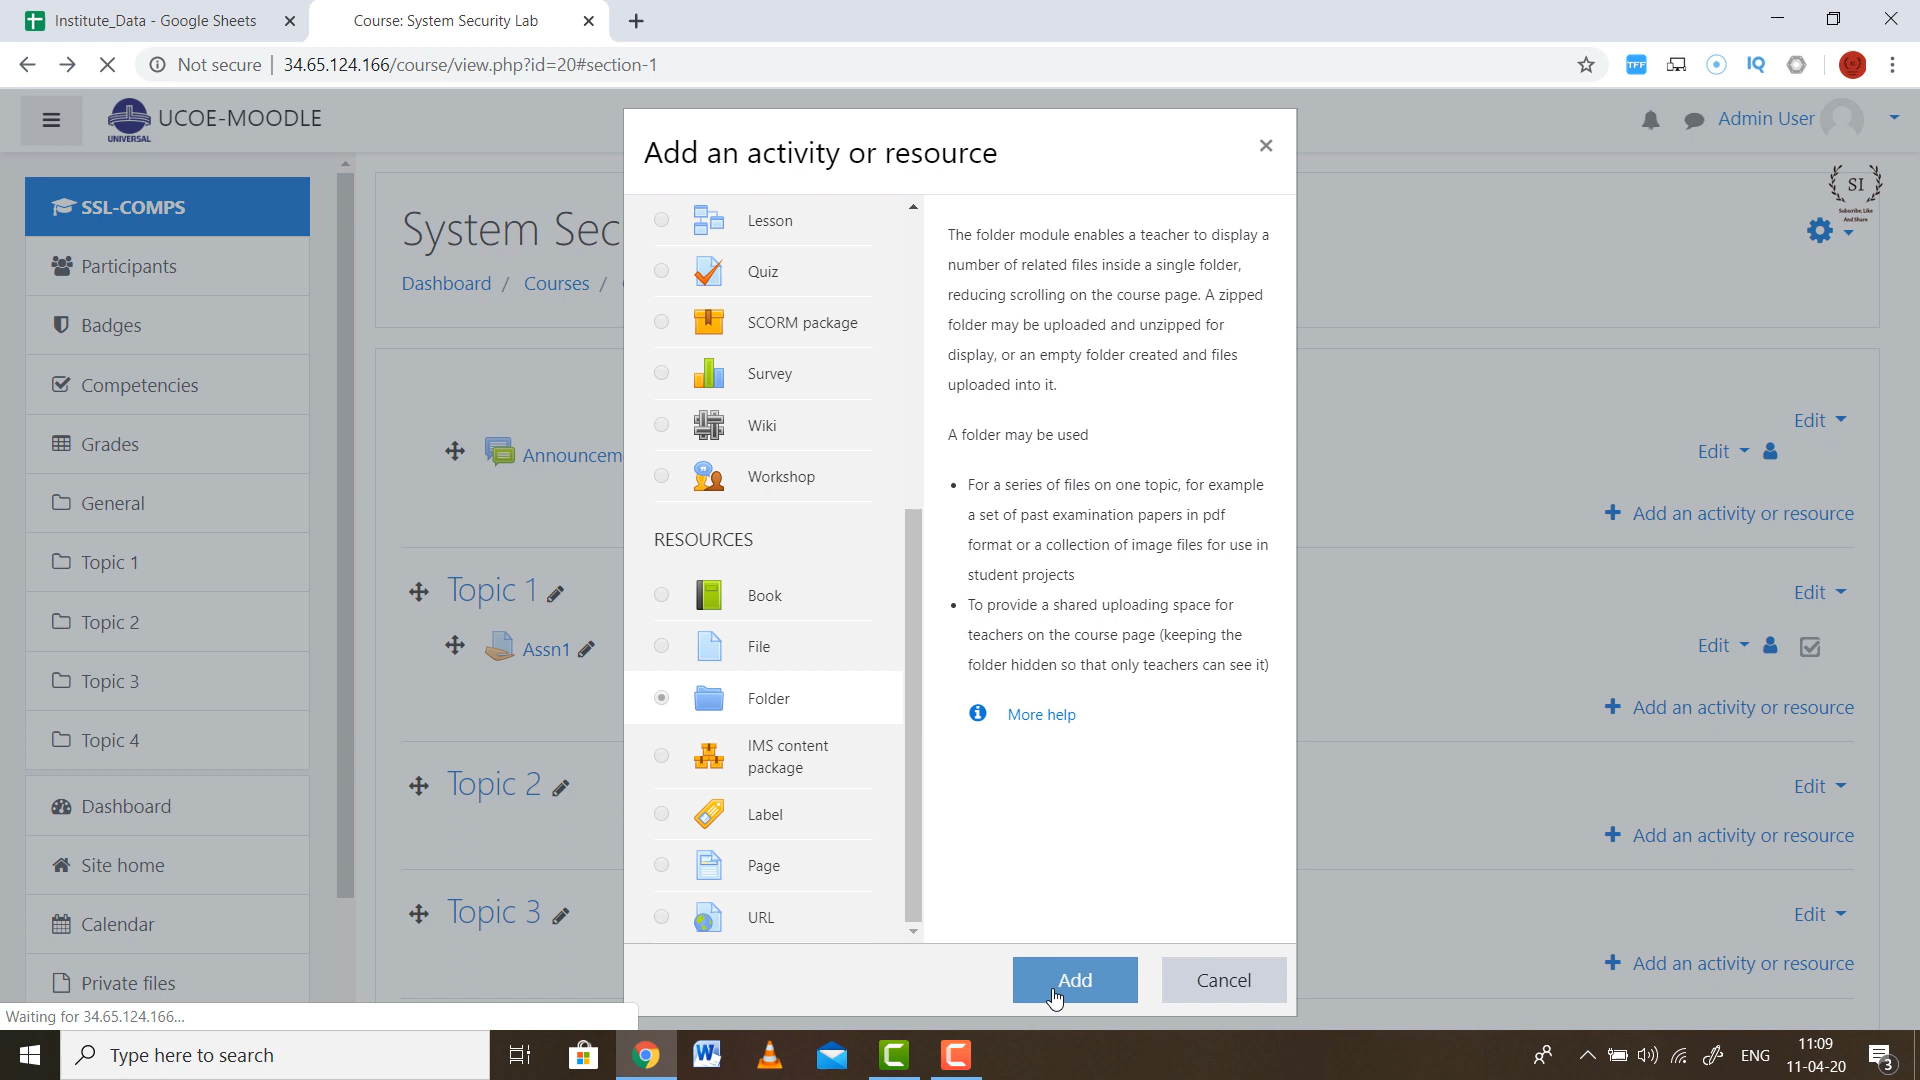 Institute_Data - Google Sheets
Course: System Security Lab
Not secure
34.65.124.166/course/view.php?id=20#section-1
TFF
IQ
UNIVERSAL
UCOE-MOODLE
Admin User
Add an activity or resource
SSL-COMPS
Participants
Badges
Competencies
Grades
General
Topic 1
Topic 2
Topic 3
Topic 4
Dashboard
Site home
Calendar
Private files
System Sec
Dashboard / Courses /
SI
Subscribe, Like
And Share
Announcem
Edit
Edit
Add an activity or resource
Topic 1
Edit
Assn1
Edit
Add an activity or resource
Topic 2
Edit
Add an activity or resource
Topic 3
Edit
Add an activity or resource
Lesson
Quiz
SCORM package
Survey
Wiki
Workshop
RESOURCES
Book
File
Folder
IMS content
package
Label
Page
URL
The folder module enables a teacher to display a
number of related files inside a single folder,
reducing scrolling on the course page. A zipped
folder may be uploaded and unzipped for
display, or an empty folder created and files
uploaded into it.
A folder may be used
For a series of files on one topic, for example
a set of past examination papers in pdf
format or a collection of image files for use in
student projects
To provide a shared uploading space for
teachers on the course page (keeping the
folder hidden so that only teachers can see it)
More help
Add
Cancel
Waiting for 34.65.124.166...
Type here to search
ENG
11:09
11-04-20
3